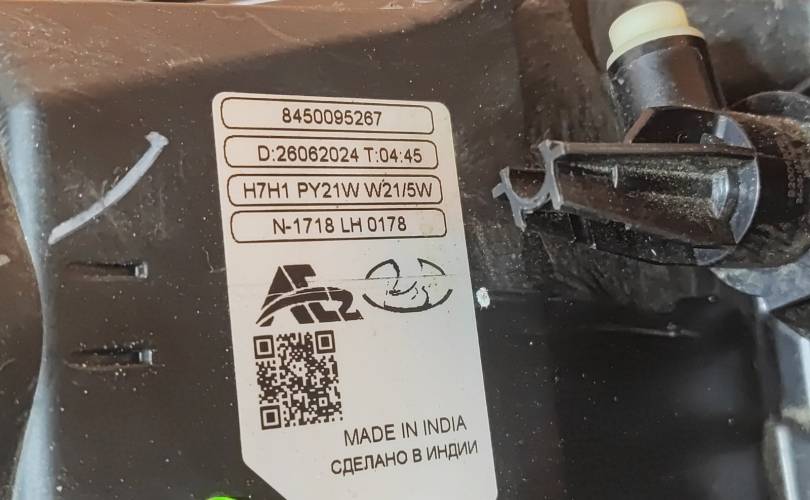 8450095267
D:26062024 T:04:45
H7H1 PY21W W21/5W
N-1718 LH 0178
MADE IN INDIA
СДЕЛАНО В ИНДИИ